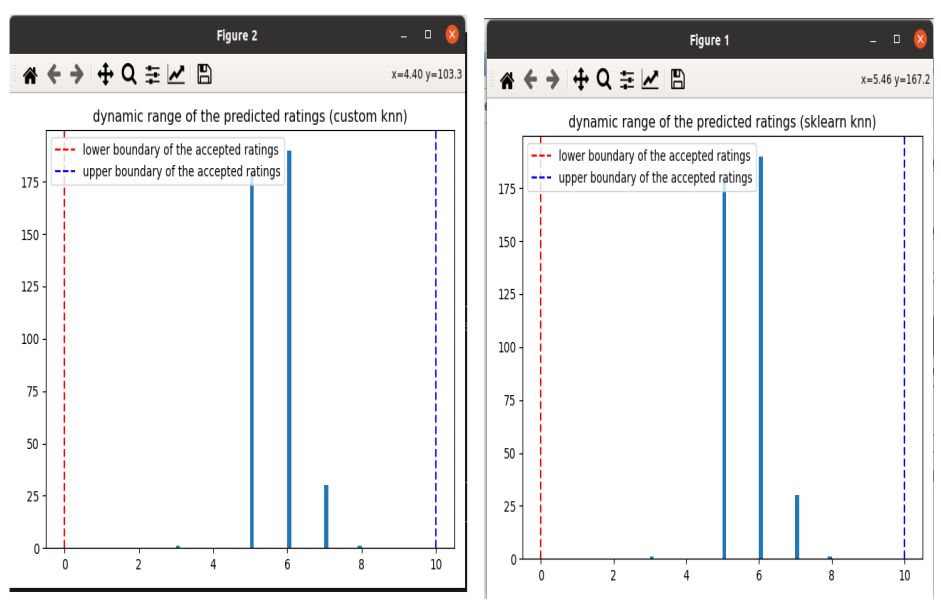 Figure 2
x=4.40 y=103.3
dynamic range of the predicted ratings (custom knn)
lower boundary of the accepted ratings
upper boundary of the accepted ratings
175
150
125
100
75
50
25
0
0 2 4 6 8 10
Figure 1
x=5.46 y=167.2
dynamic range of the predicted ratings (sklearn knn)
lower boundary of the accepted ratings
upper boundary of the accepted ratings
175
150
125
100
75
50
25
0
0 2 4 6 8 10